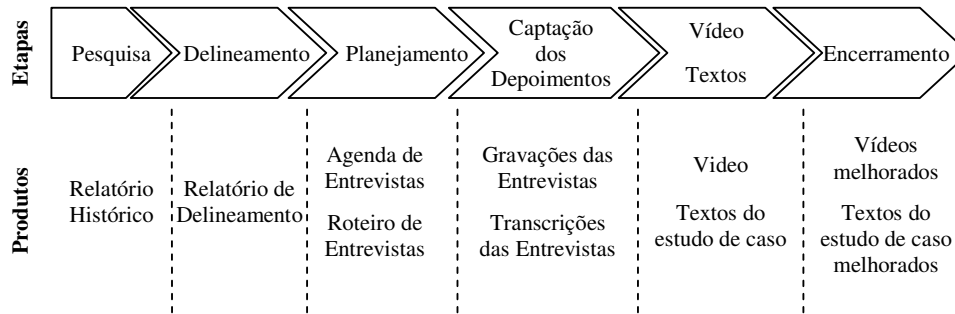 Etapas
Pesquisa
Delineamento
Planejamento
Captação
dos
Depoimentos
Vídeo
Textos
Encerramento
Produtos
Relatório
Histórico
Relatório de
Delineamento
Agenda de
Entrevistas
Roteiro de
Entrevistas
Gravações das
Entrevistas
Transcrições
das Entrevistas
Video
Textos do
estudo de caso
Vídeos
melhorados
Textos do
estudo de caso
melhorados